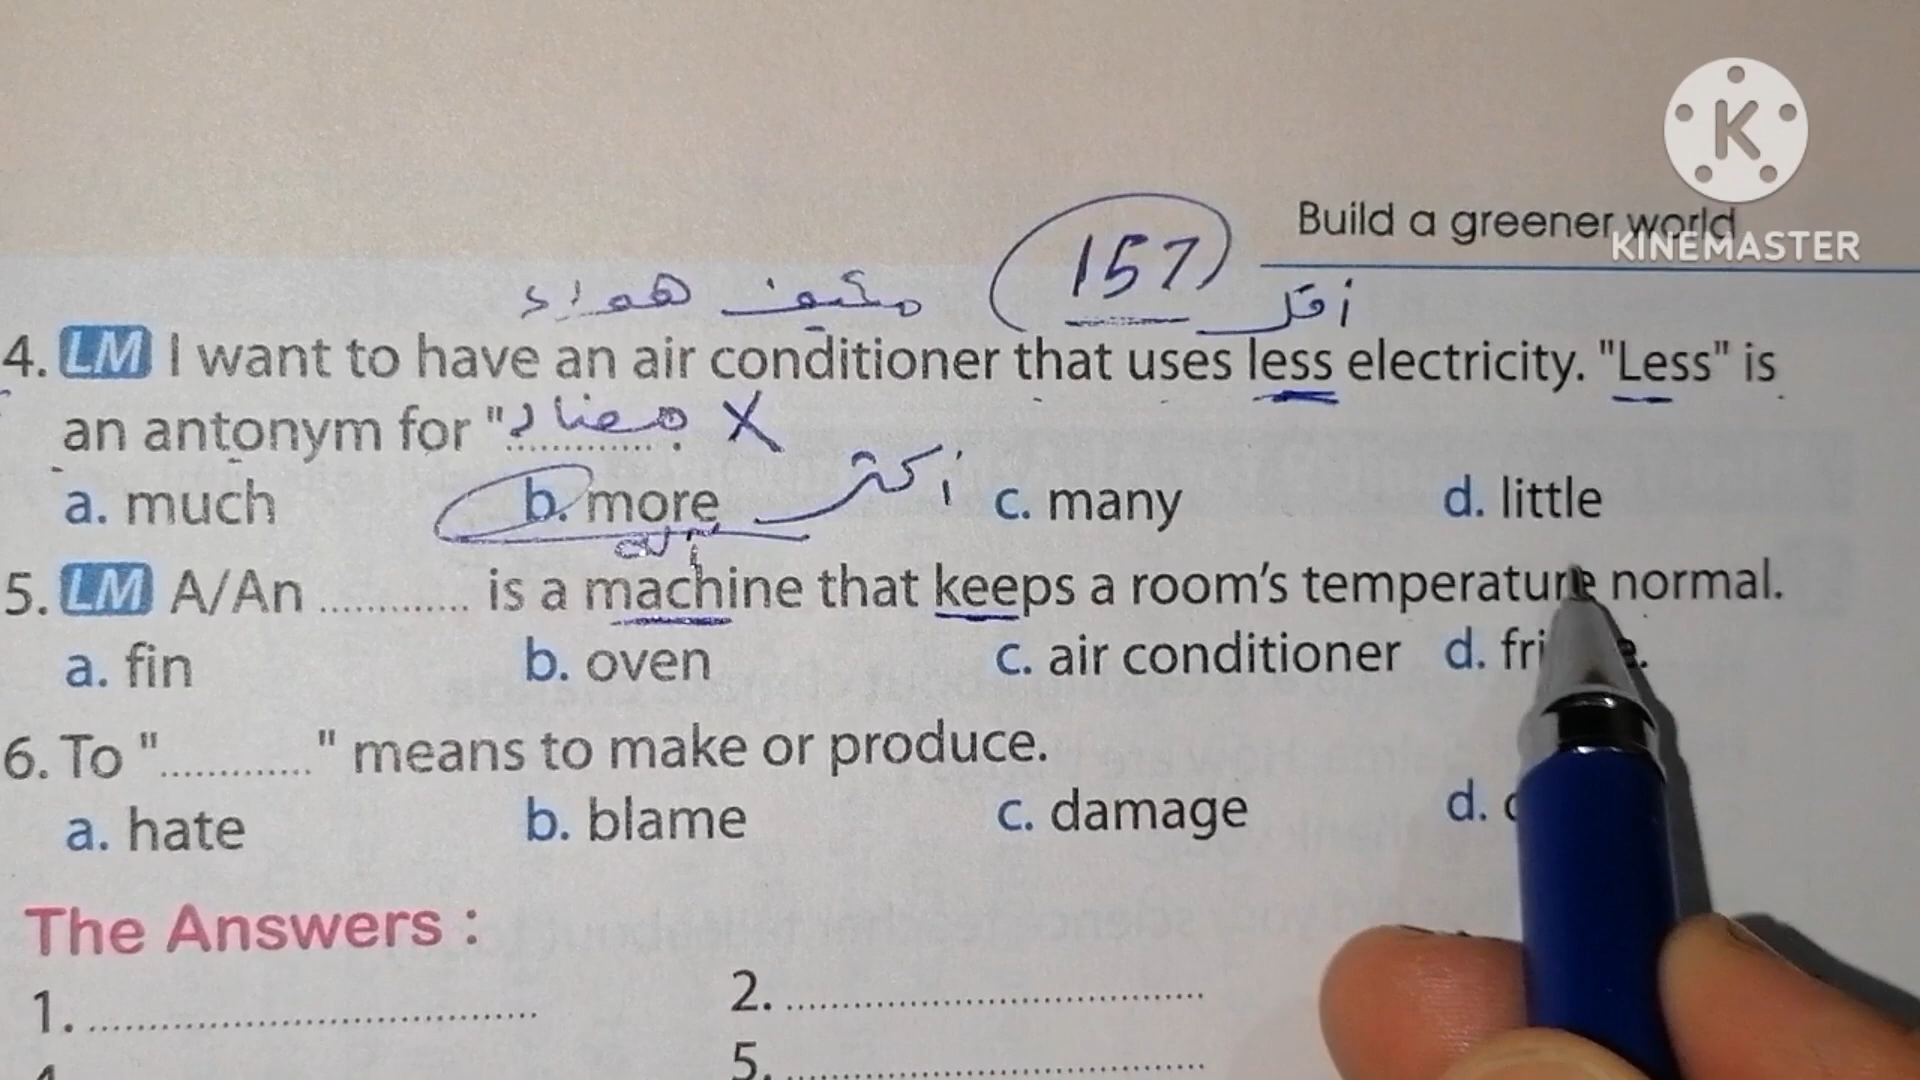 K
KINEMASTER
Build a greener world
157
مكيف هواء
أقل
4. LM I want to have an air conditioner that uses less electricity. "Less" is
an antonym for "............ .
مضاد X
a. much b. more c. many d. little
أكثر
آلة
5. LM A/An ............ is a machine that keeps a room's temperature normal.
a. fin b. oven c. air conditioner d.
6. To "............" means to make or produce.
a. hate b. blame c. damage d.
The Answers :
1. ............ 2. ............
5. ............